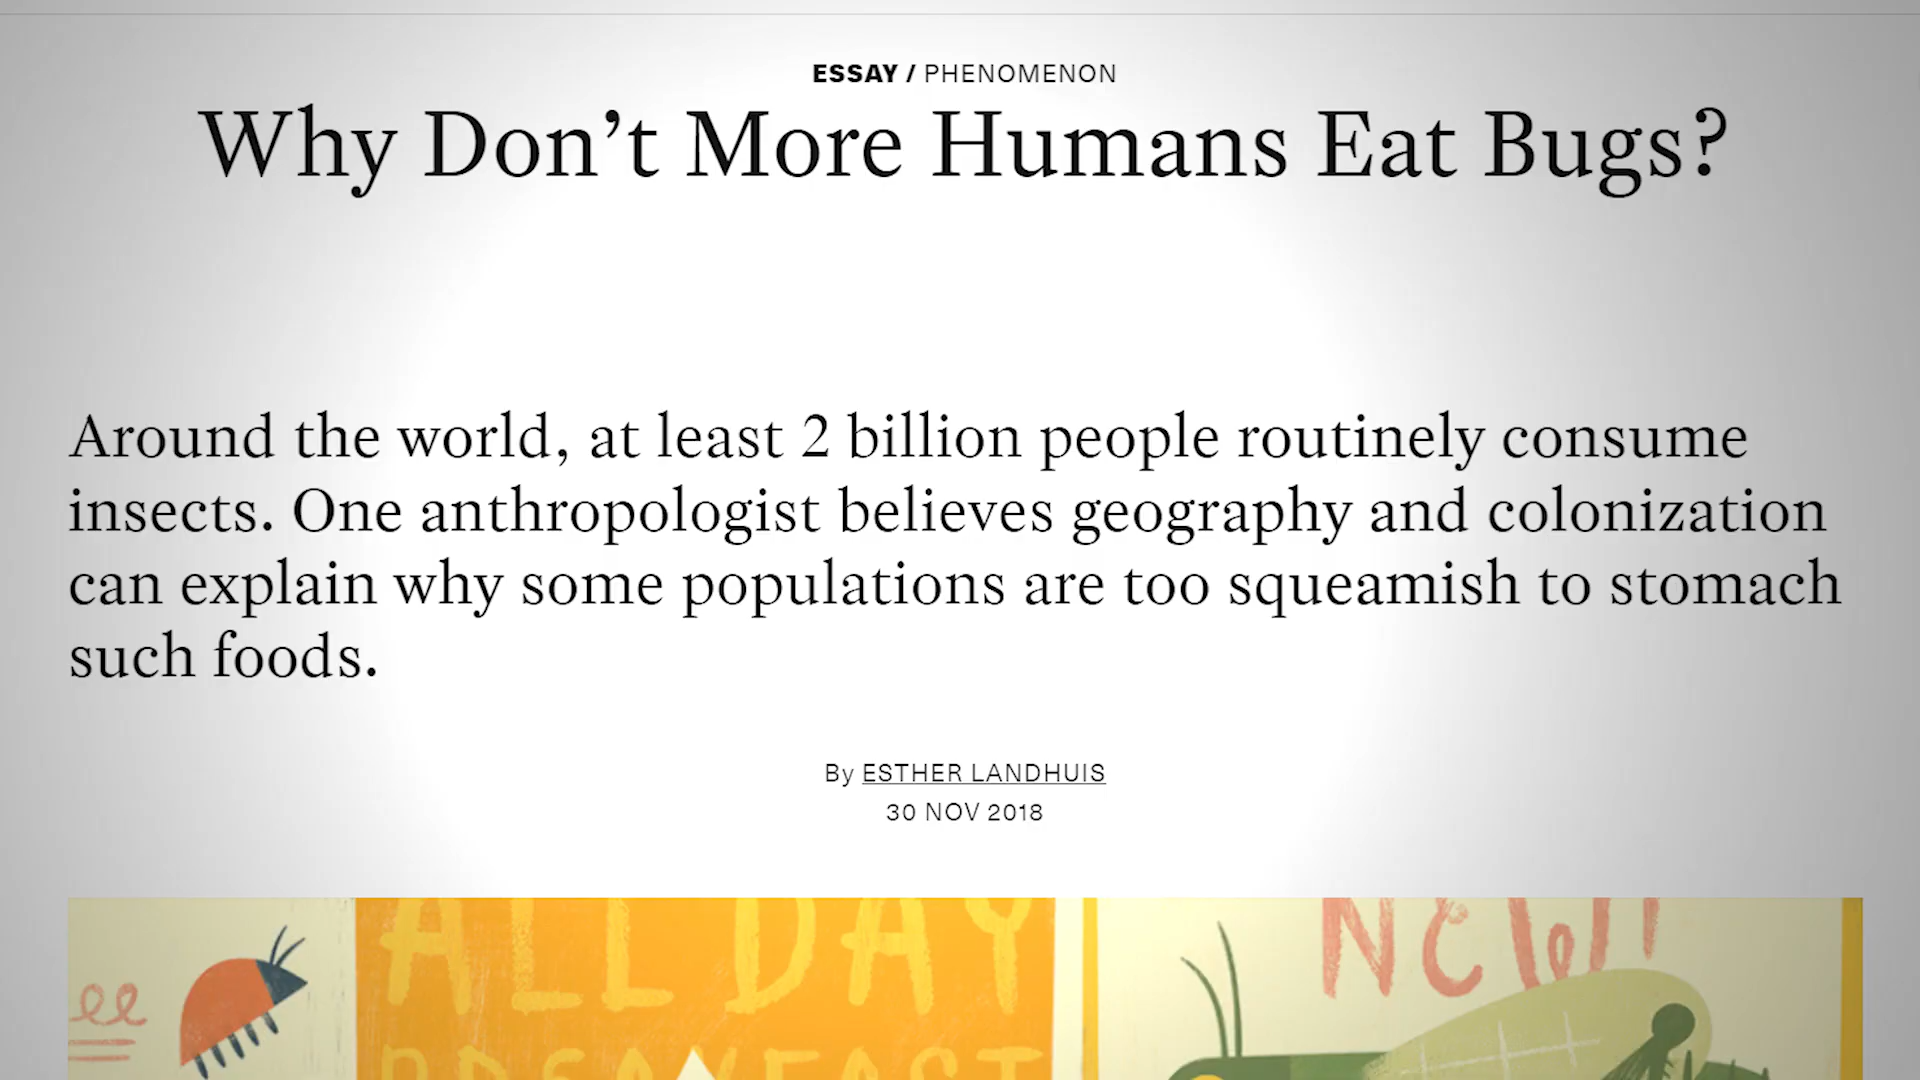 ESSAY / PHENOMENON
Why Don’t More Humans Eat Bugs?
Around the world, at least 2 billion people routinely consume
insects. One anthropologist believes geography and colonization
can explain why some populations are too squeamish to stomach
such foods.
By ESTHER LANDHUIS
30 NOV 2018
ALL DAY
NEW!
BREAKFAST